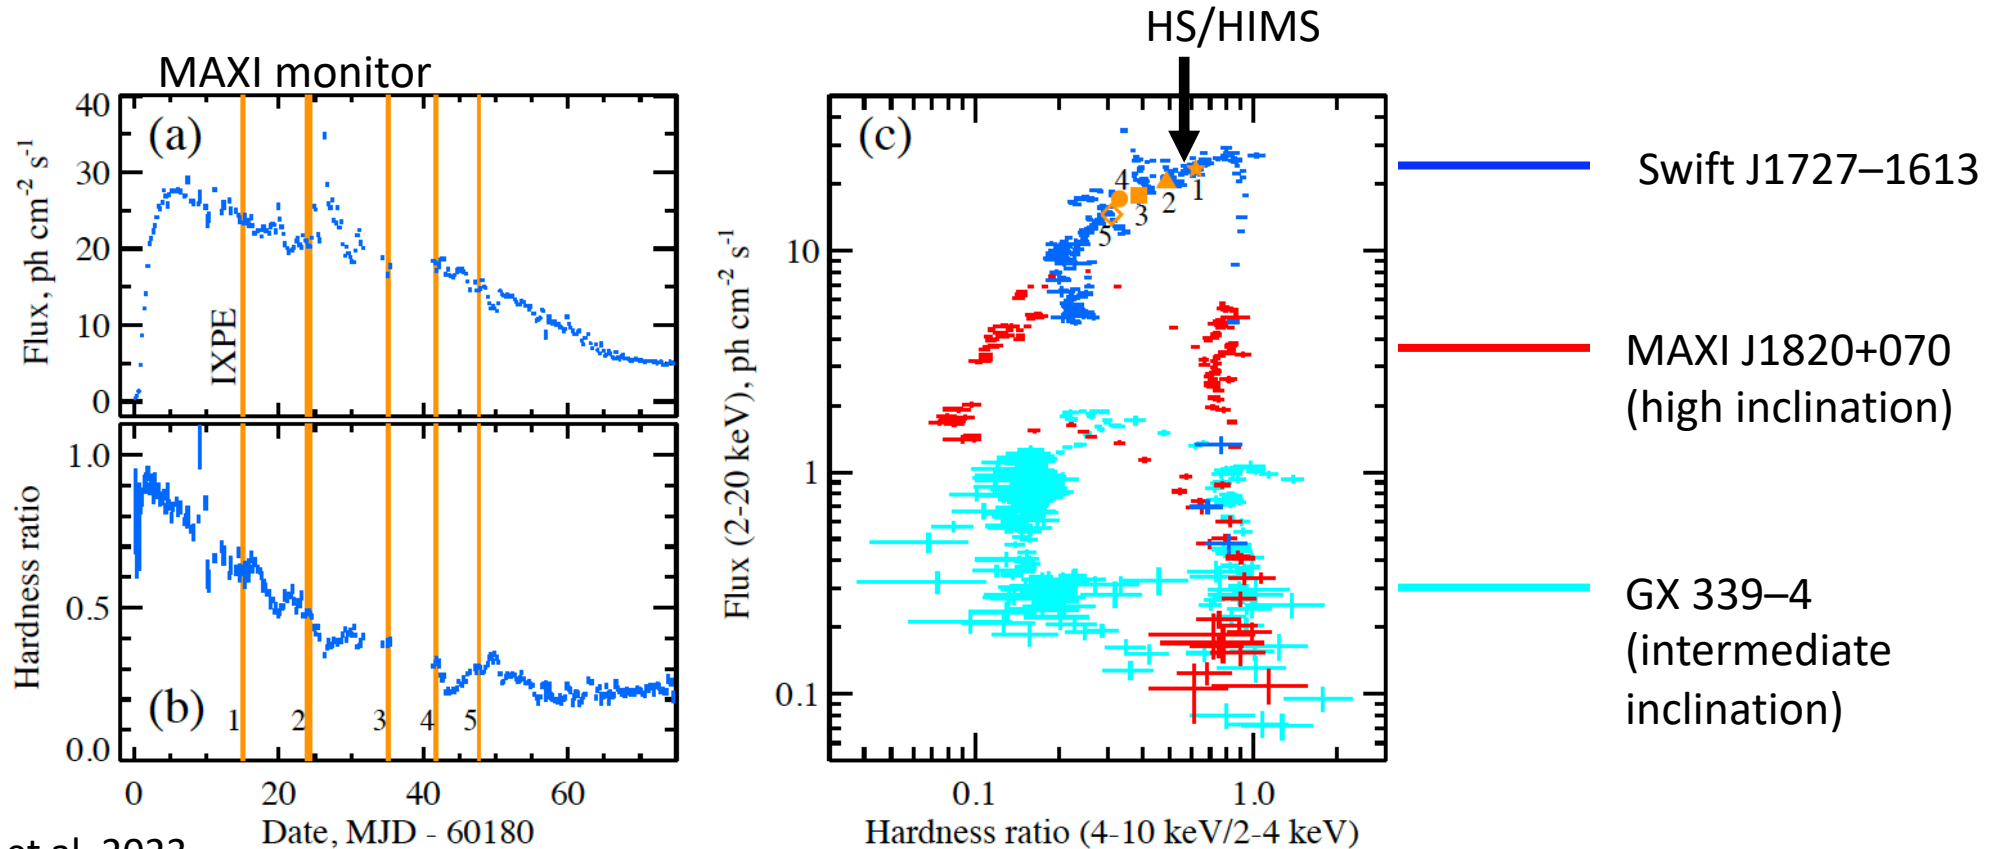 HS/HIMS
MAXI monitor
(a)
40
30
20
10
0
Flux, ph cm-2 s-1
IXPE
(b)
1.0
0.5
0.0
Hardness ratio
1
2
3
4
5
0
20
40
60
Date, MJD - 60180
(c)
10
1
0.1
Flux (2-20 keV), ph cm-2 s-1
4
1
2
3
5
0.1
1.0
Hardness ratio (4-10 keV/2-4 keV)
Swift J1727–1613
MAXI J1820+070
(high inclination)
GX 339–4
(intermediate
inclination)
et al. 2023